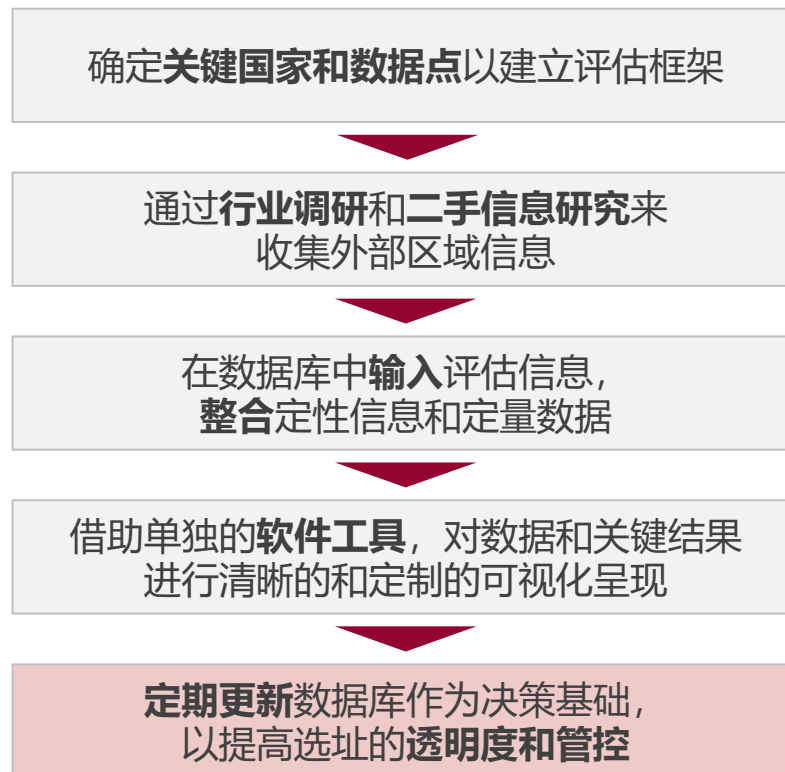 确定关键国家和数据点以建立评估框架
通过行业调研和二手信息研究来
收集外部区域信息
在数据库中输入评估信息，
整合定性信息和定量数据
借助单独的软件工具，对数据和关键结果
进行清晰的和定制的可视化呈现
定期更新数据库作为决策基础，
以提高选址的透明度和管控